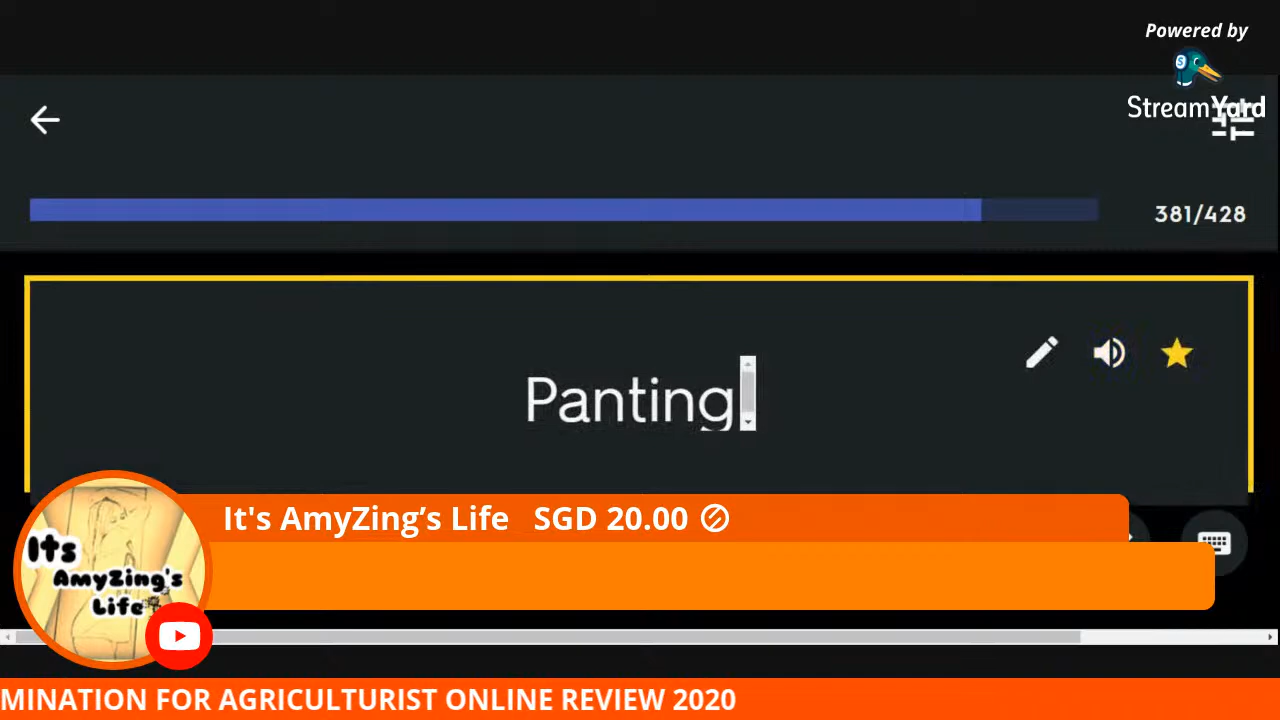 Powered by
StreamYard
381/428
Panting
It's AmyZing’s Life SGD 20.00
Its
AmyZing's
Life
MINATION FOR AGRICULTURIST ONLINE REVIEW 2020